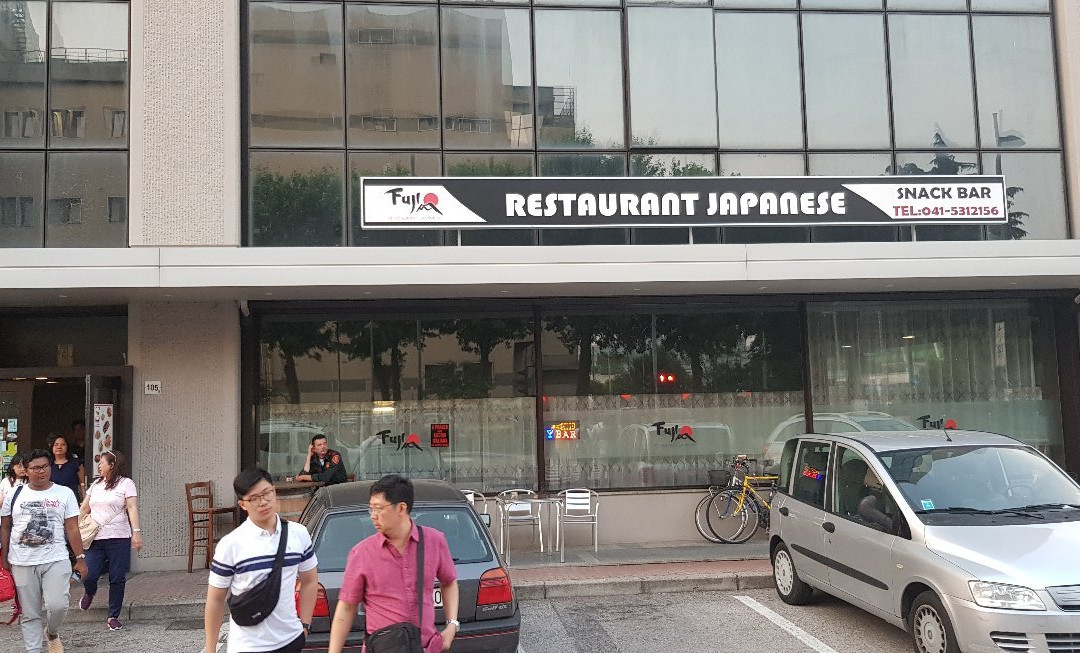 Fuji
RESTAURANT JAPANESE
SNACK BAR
TEL:041-5312156
105
Fuji
BAR
Fuji
Fuji